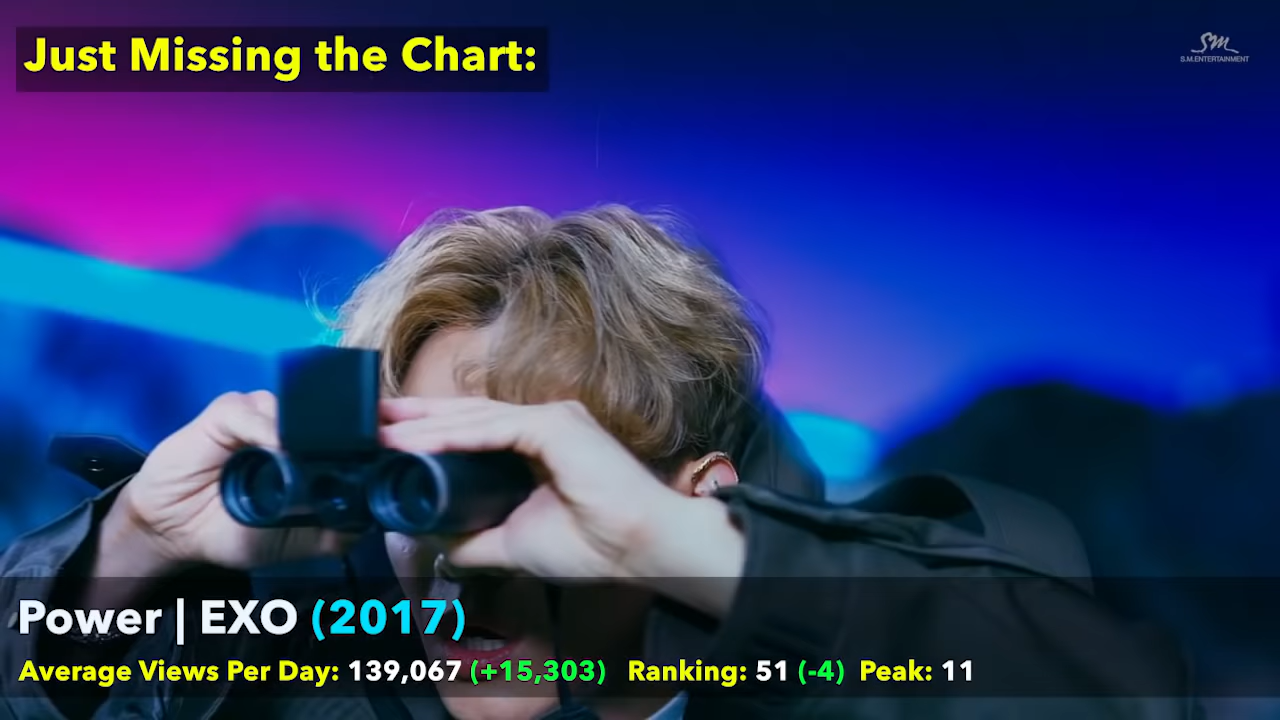 Just Missing the Chart:
SM
S.M.ENTERTAINMENT
Power | EXO (2017)
Average Views Per Day: 139,067 (+15,303) Ranking: 51 (-4) Peak: 11